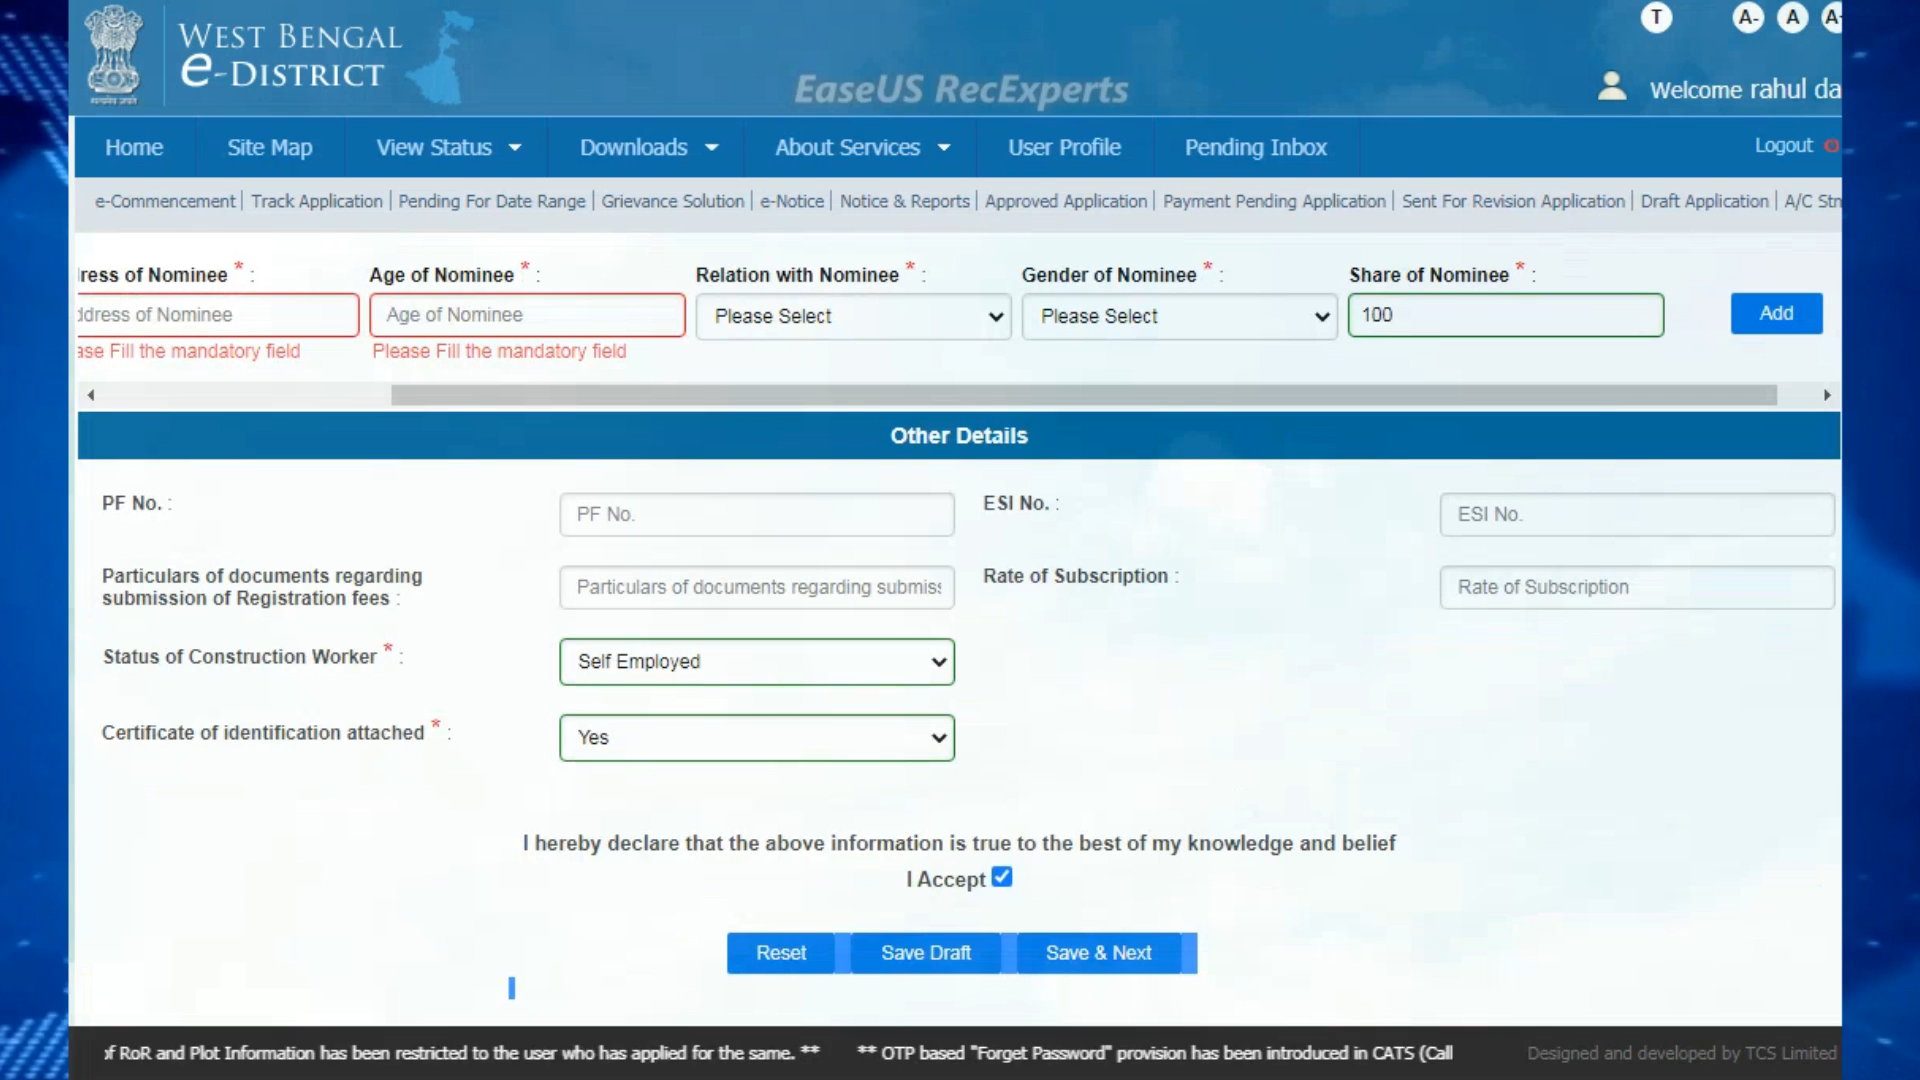 WEST BENGAL
e-DISTRICT
EaseUS RecExperts
T A- A
Welcome rahul da
Home Site Map View Status Downloads About Services User Profile Pending Inbox Logout
e-Commencement| Track Application | Pending For Date Range | Grievance Solution | e-Notice | Notice & Reports | Approved Application | Payment Pending Application | Sent For Revision Application | Draft Application | A/C Stn
ress of Nominee * : Age of Nominee * : Relation with Nominee * : Gender of Nominee * : Share of Nominee * :
ddress of Nominee Age of Nominee Please Select Please Select 100 Add
ase Fill the mandatory field Please Fill the mandatory field
Other Details
PF No. : PF No. ESI No. : ESI No.
Particulars of documents regarding
submission of Registration fees : Particulars of documents regarding submiss Rate of Subscription : Rate of Subscription
Status of Construction Worker * : Self Employed
Certificate of identification attached * : Yes
I hereby declare that the above information is true to the best of my knowledge and belief
I Accept
Reset Save Draft Save & Next
of RoR and Plot Information has been restricted to the user who has applied for the same. ** ** OTP based "Forget Password" provision has been introduced in CATS (Call Designed and developed by TCS Limited